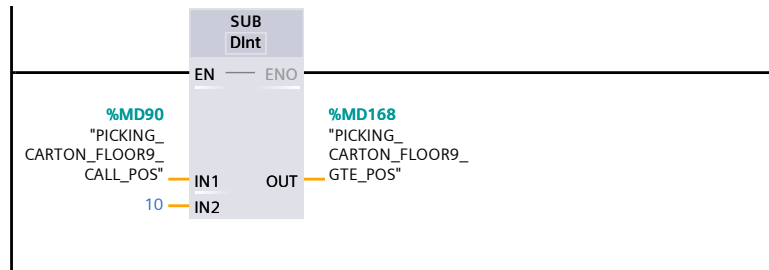 SUB
DInt
EN
ENO
%MD90
"PICKING_
CARTON_FLOOR9_
CALL_POS"
IN1
10
IN2
%MD168
"PICKING_
CARTON_FLOOR9_
GTE_POS"
OUT